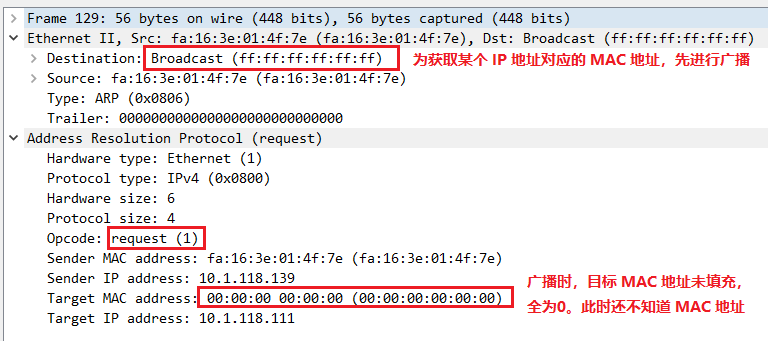 Frame 129: 56 bytes on wire (448 bits), 56 bytes captured (448 bits)
Ethernet II, Src: fa:16:3e:01:4f:7e (fa:16:3e:01:4f:7e), Dst: Broadcast (ff:ff:ff:ff:ff:ff)
Destination: Broadcast (ff:ff:ff:ff:ff:ff)
为获取某个 IP 地址对应的 MAC 地址，先进行广播
Source: fa:16:3e:01:4f:7e (fa:16:3e:01:4f:7e)
Type: ARP (0x0806)
Trailer: 0000000000000000000000000000
Address Resolution Protocol (request)
Hardware type: Ethernet (1)
Protocol type: IPv4 (0x0800)
Hardware size: 6
Protocol size: 4
Opcode: request (1)
Sender MAC address: fa:16:3e:01:4f:7e (fa:16:3e:01:4f:7e)
Sender IP address: 10.1.118.139
Target MAC address: 00:00:00 00:00:00 (00:00:00:00:00:00)
Target IP address: 10.1.118.111
广播时，目标 MAC 地址未填充，
全为0。此时还不知道 MAC 地址